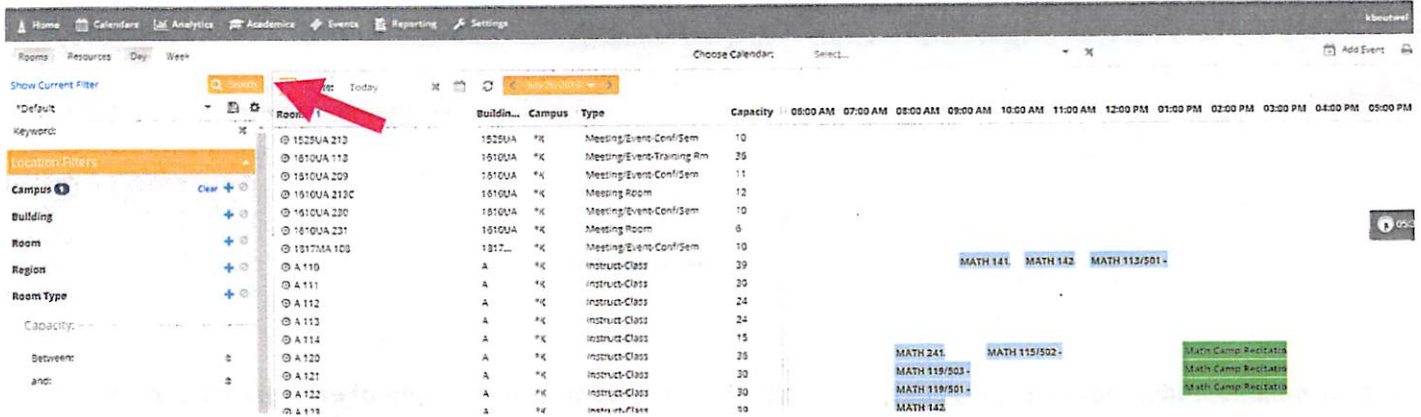 Home Calendars Analytics Academics Events Reporting Settings kboutwel
Rooms Resources Day Week Choose Calendar: Select... Add Event
Show Current Filter Search Today
*Default
Room 1 Buildin... Campus Type Capacity 06:00 AM 07:00 AM 08:00 AM 09:00 AM 10:00 AM 11:00 AM 12:00 PM 01:00 PM 02:00 PM 03:00 PM 04:00 PM 05:00 PM
Keyword:
Location Filters
Campus 1 Clear
Building
Room
Region
Room Type
Capacity:
Between:
and:
1525UA 213 1525UA *K Meeting/Event-Conf/Sem 10
1610UA 113 1610UA *K Meeting/Event-Training Rm 36
1610UA 209 1610UA *K Meeting/Event-Conf/Sem 11
1610UA 213C 1610UA *K Meeting Room 12
1610UA 230 1610UA *K Meeting/Event-Conf/Sem 10
1610UA 231 1610UA *K Meeting Room 6
1817MA 108 1817... *K Meeting/Event-Conf/Sem 10
A 110 A *K Instruct-Class 39 MATH 141, MATH 142, MATH 113/501 -
A 111 A *K Instruct-Class 30
A 112 A *K Instruct-Class 24
A 113 A *K Instruct-Class 24
A 114 A *K Instruct-Class 15
A 120 A *K Instruct-Class 36 MATH 241, MATH 115/502 - Math Camp Recitatio
A 121 A *K Instruct-Class 30 MATH 119/503 - Math Camp Recitatio
A 122 A *K Instruct-Class 30 MATH 119/501 - Math Camp Recitatio
A 123 A *K Instruct-Class 39 MATH 142,